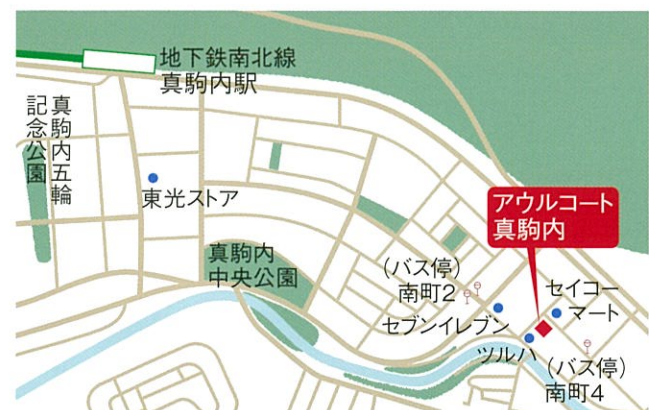 地下鉄南北線
真駒内駅
真駒内五輪
記念公園
東光ストア
アウルコート
真駒内
真駒内
中央公園
(バス停)
南町2
セイコー
マート
セブンイレブン
ツルハ
(バス停)
南町4